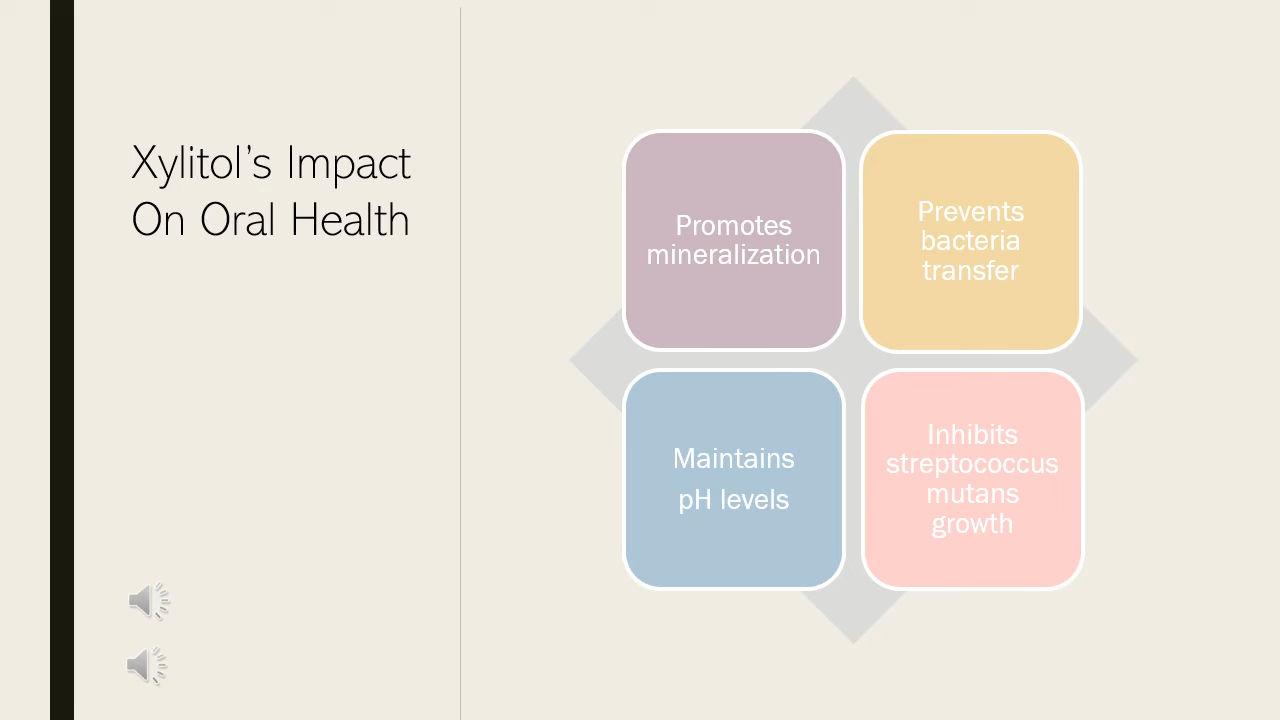 Xylitol’s Impact
On Oral Health
Promotes
mineralization
Prevents
bacteria
transfer
Maintains
pH levels
Inhibits
streptococcus
mutans
growth